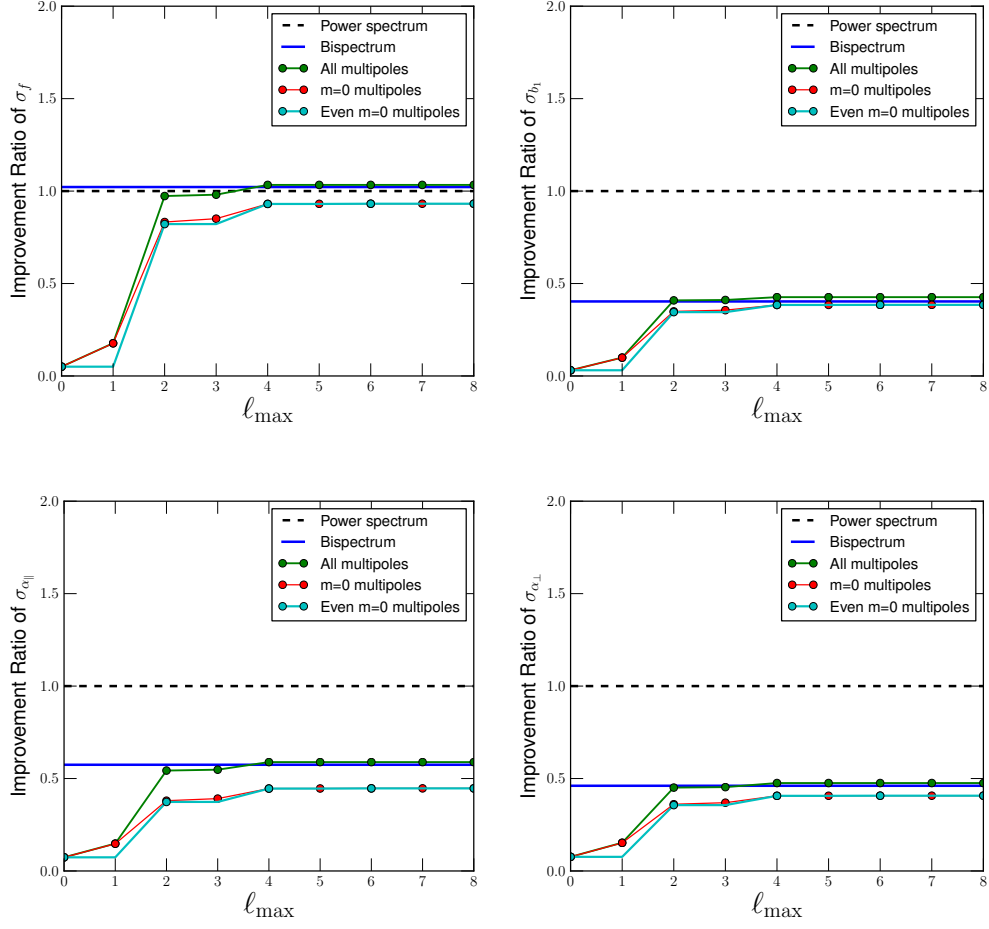 Improvement Ratio of σ_f
2.0
1.5
1.0
0.5
0.0
0 1 2 3 4 5 6 7 8
ℓ_max
Power spectrum
Bispectrum
All multipoles
m=0 multipoles
Even m=0 multipoles
Improvement Ratio of σ_{b_1}
2.0
1.5
1.0
0.5
0.0
0 1 2 3 4 5 6 7 8
ℓ_max
Power spectrum
Bispectrum
All multipoles
m=0 multipoles
Even m=0 multipoles
Improvement Ratio of σ_{α_∥}
2.0
1.5
1.0
0.5
0.0
0 1 2 3 4 5 6 7 8
ℓ_max
Power spectrum
Bispectrum
All multipoles
m=0 multipoles
Even m=0 multipoles
Improvement Ratio of σ_{α_⊥}
2.0
1.5
1.0
0.5
0.0
0 1 2 3 4 5 6 7 8
ℓ_max
Power spectrum
Bispectrum
All multipoles
m=0 multipoles
Even m=0 multipoles